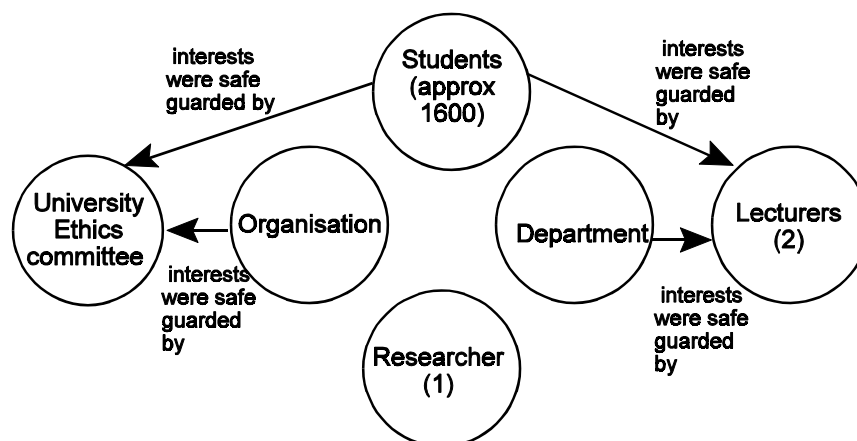 Students
(approx
1600)
interests
were safe
guarded by
interests
were safe
guarded
by
University
Ethics
committee
Organisation
Department
Lecturers
(2)
interests
were safe
guarded
by
interests
were safe
guarded
by
Researcher
(1)